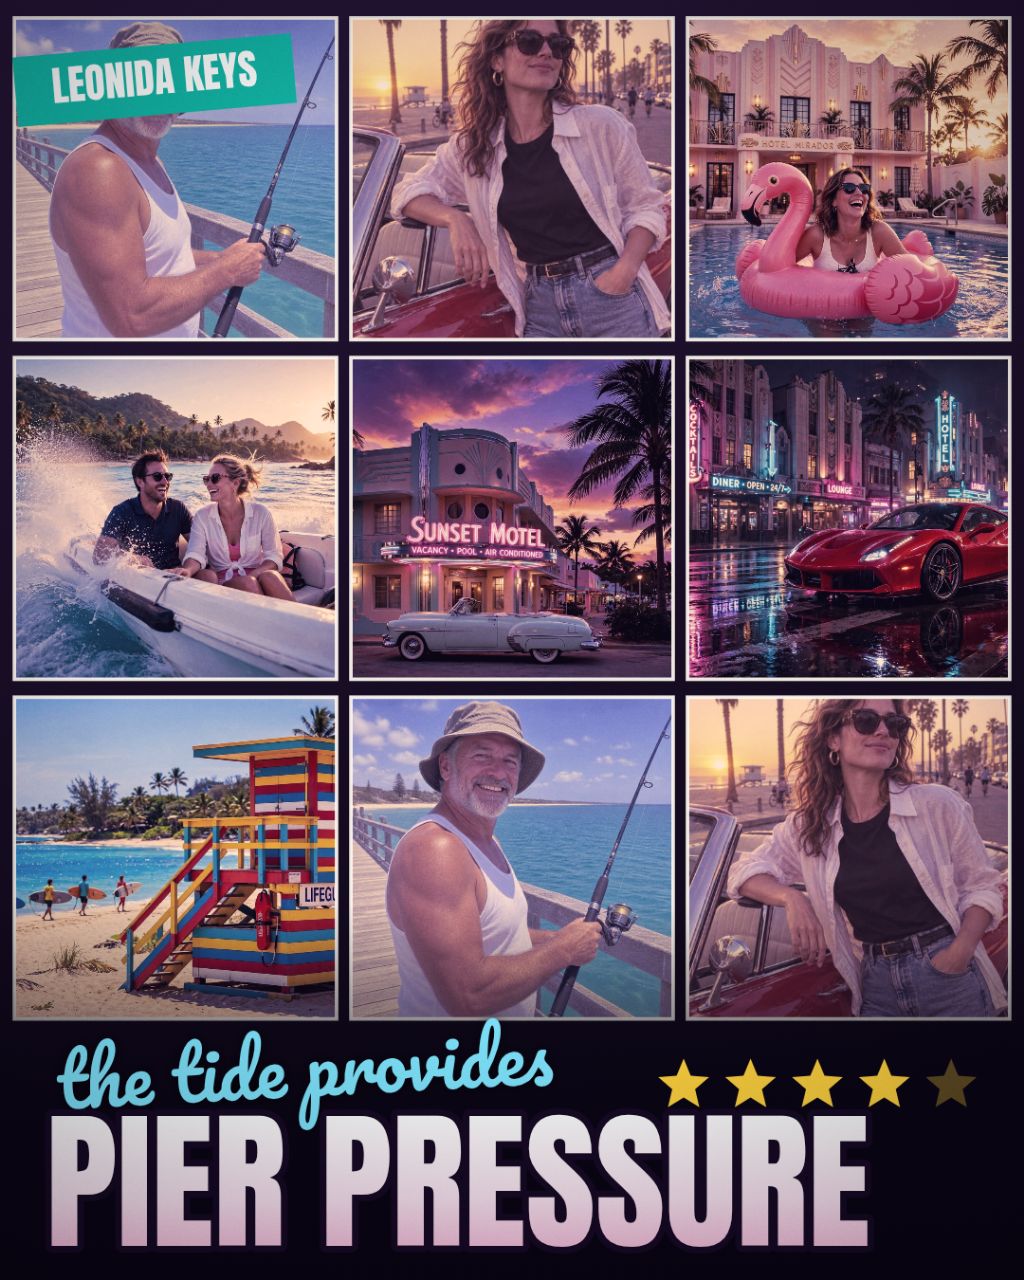 LEONIDA KEYS
HOTEL MIRADOR
SUNSET MOTEL
VACANCY • POOL • AIR CONDITIONED
COCKTAILS
HOTEL
DINER • OPEN • 24/7
LOUNGE
LIFEGU
the tide provides
PIER PRESSURE